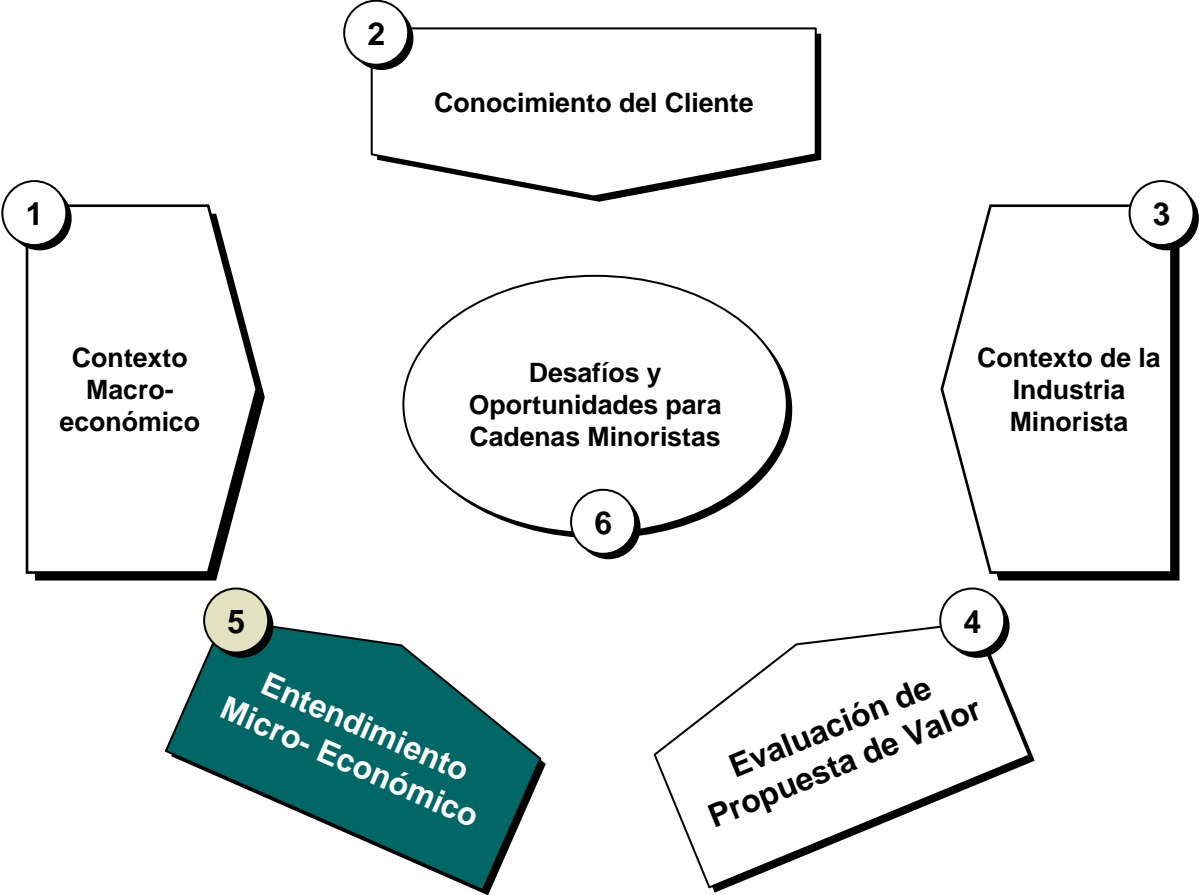 1
Contexto
Macro-
económico
2
Conocimiento del Cliente
3
Contexto de la
Industria
Minorista
4
Evaluación de
Propuesta de Valor
5
Entendimiento
Micro- Económico
Desafíos y
Oportunidades para
Cadenas Minoristas
6